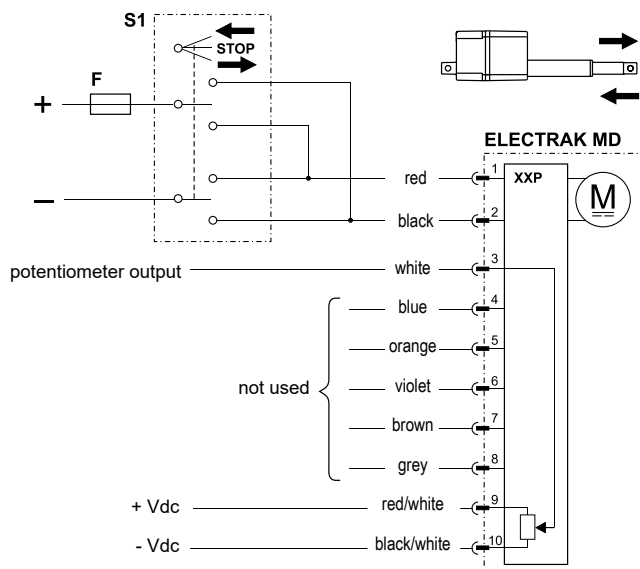 S1
STOP
F
+
–
ELECTRAK MD
XXP
M
red 1
black 2
potentiometer output white 3
blue 4
orange 5
not used violet 6
brown 7
grey 8
+ Vdc red/white 9
- Vdc black/white 10